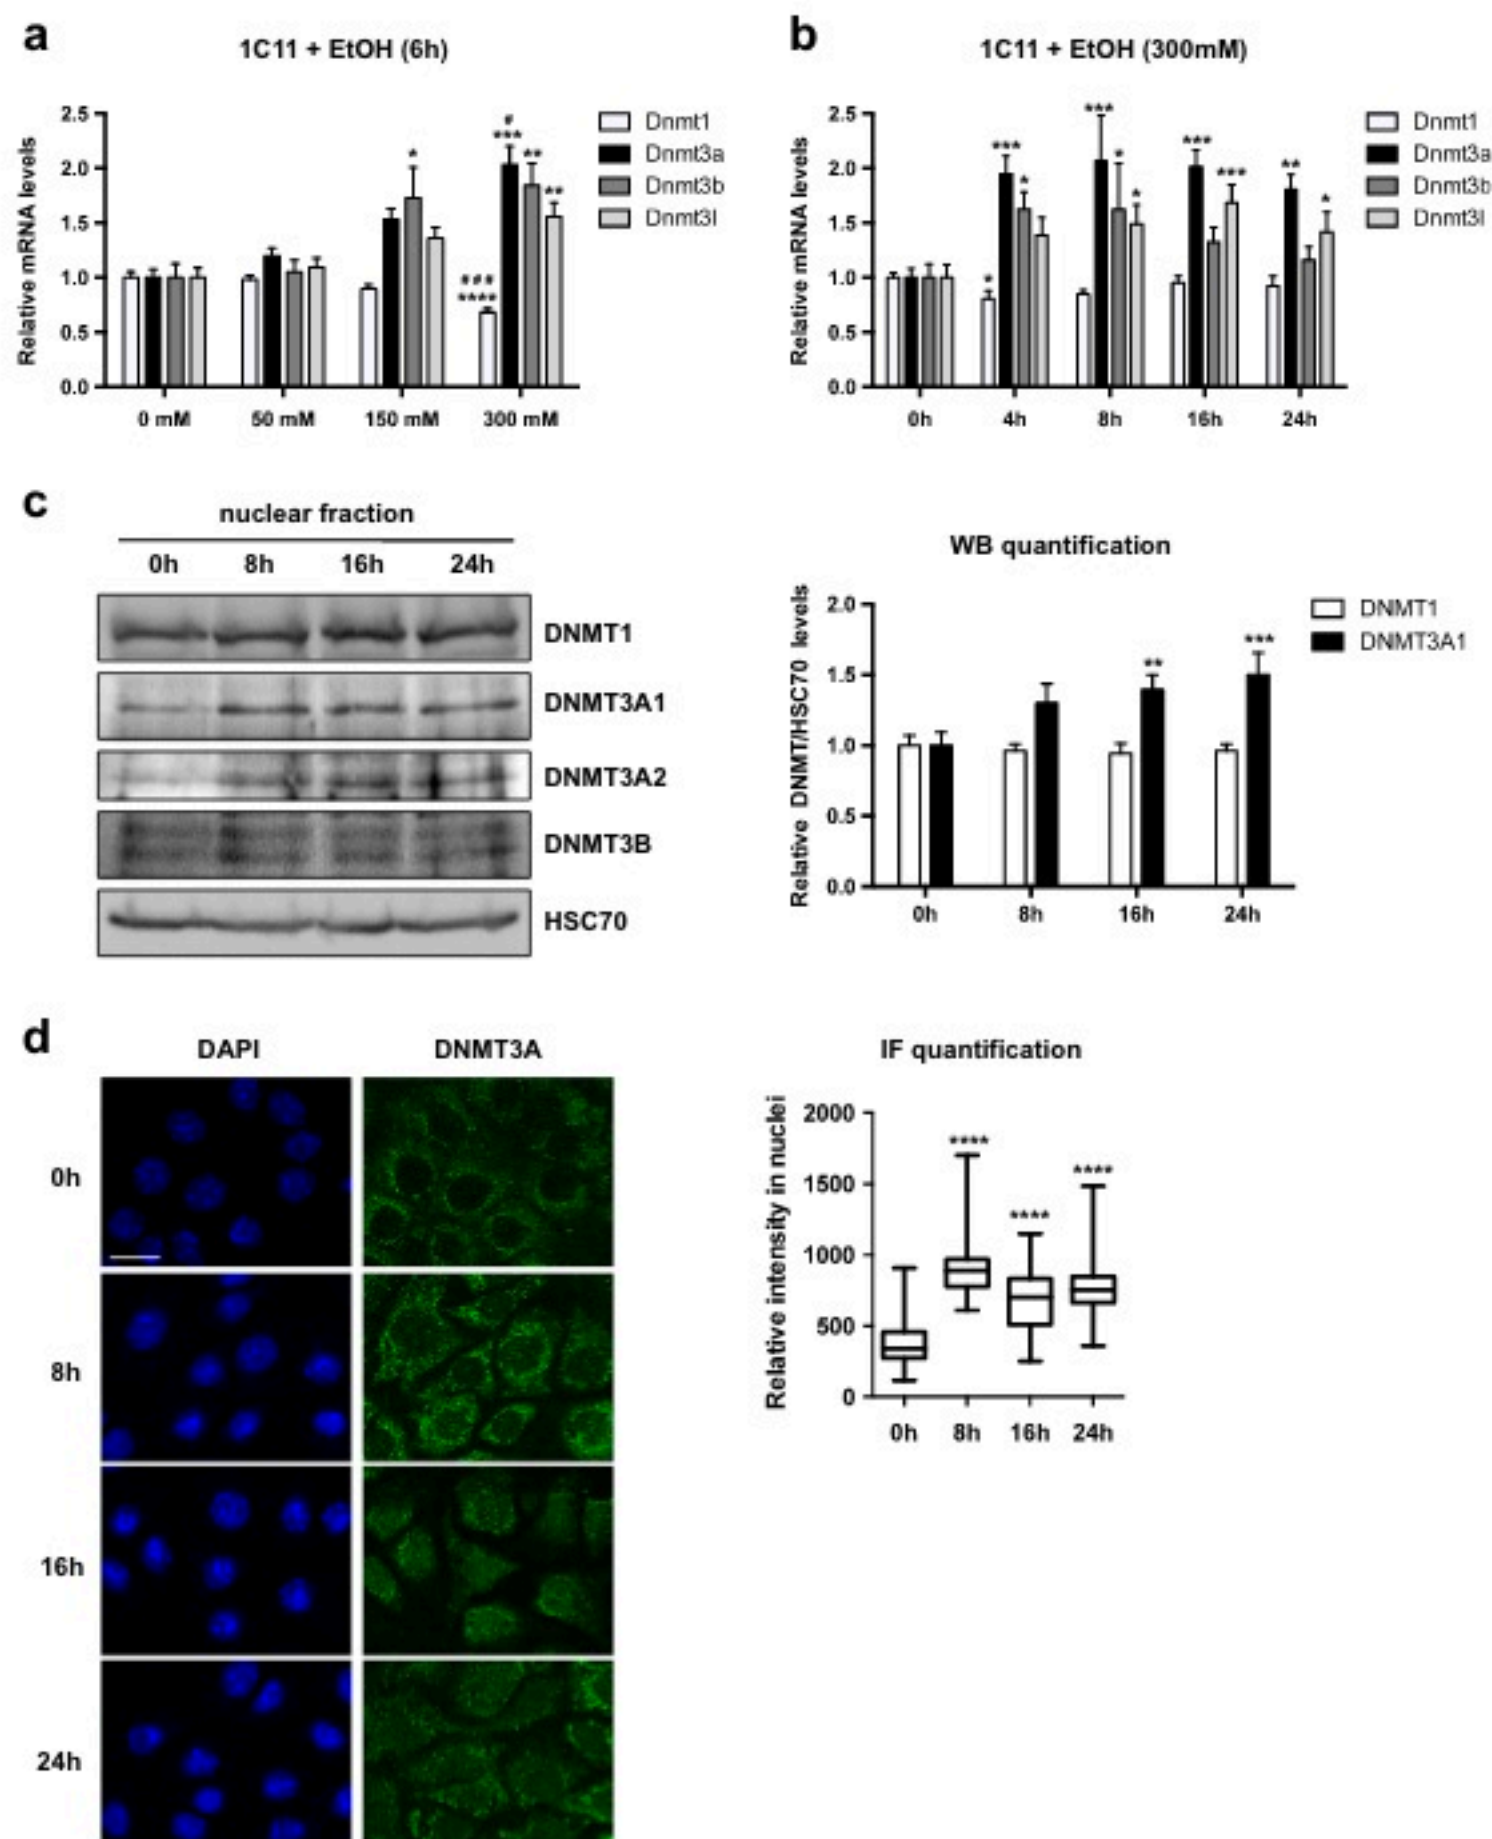 a
1C11 + EtOH (6h)
Relative mRNA levels
2.5
2.0
1.5
1.0
0.5
0.0
*
#
***
**
**
###
****
0 mM
50 mM
150 mM
300 mM
Dnmt1
Dnmt3a
Dnmt3b
Dnmt3l
b
1C11 + EtOH (300mM)
Relative mRNA levels
2.5
2.0
1.5
1.0
0.5
0.0
*
***
*
***
*
*
***
***
**
*
0h
4h
8h
16h
24h
Dnmt1
Dnmt3a
Dnmt3b
Dnmt3l
c
nuclear fraction
0h 8h 16h 24h
DNMT1
DNMT3A1
DNMT3A2
DNMT3B
HSC70
WB quantification
Relative DNMT/HSC70 levels
2.0
1.5
1.0
0.5
0.0
**
***
0h
8h
16h
24h
DNMT1
DNMT3A1
d
DAPI
DNMT3A
0h
8h
16h
24h
IF quantification
Relative intensity in nuclei
2000
1500
1000
500
0
****
****
****
0h
8h
16h
24h